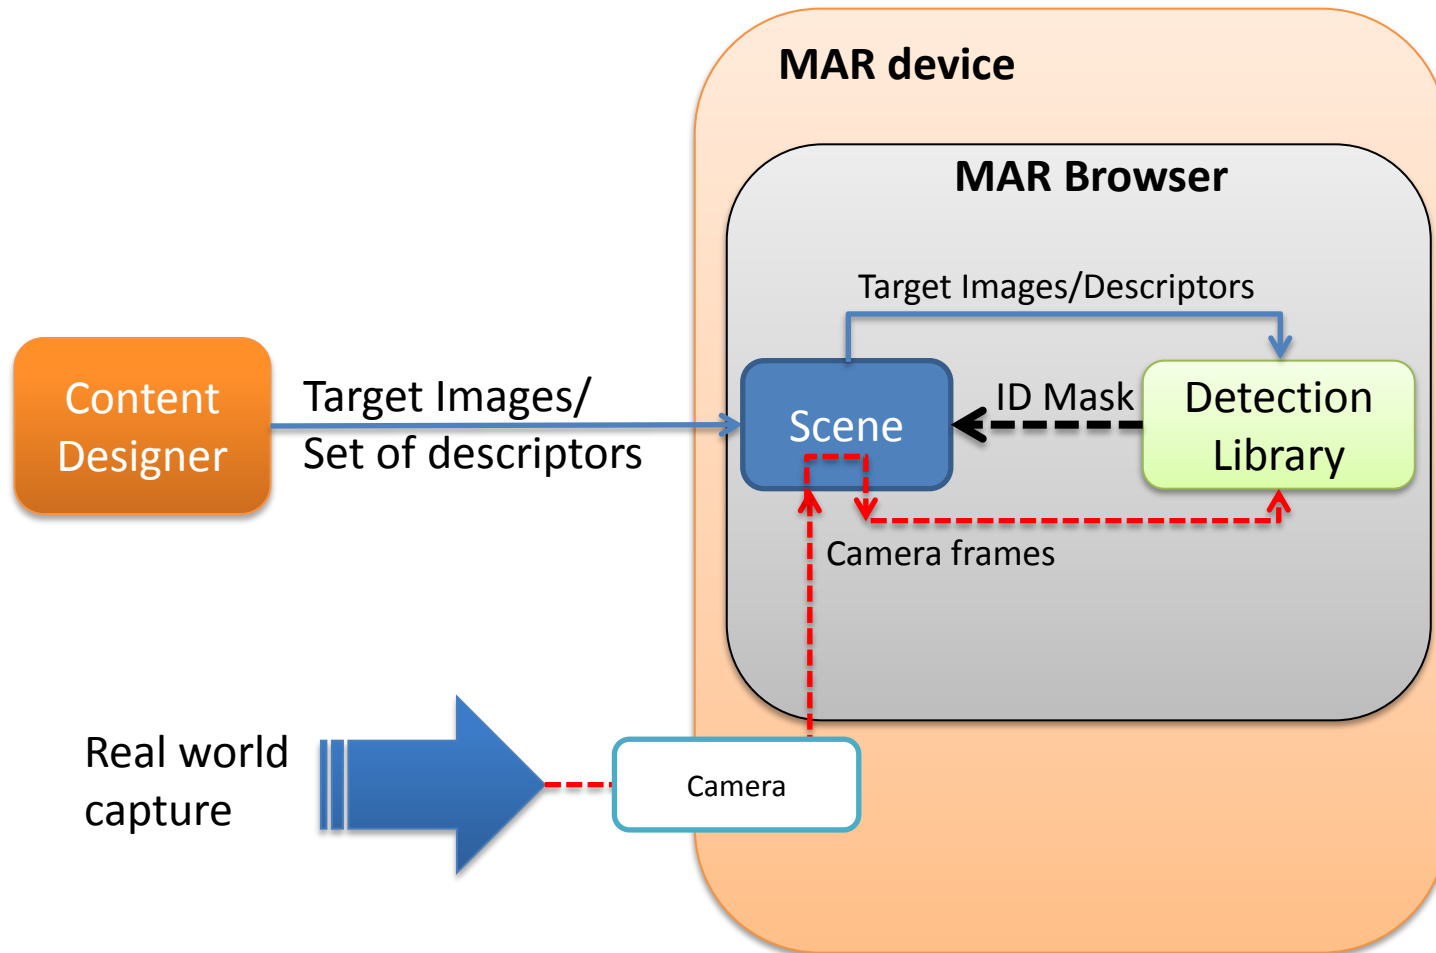 MAR device
MAR Browser
Target Images/Descriptors
Content
Designer
Target Images/
Set of descriptors
Scene
ID Mask
Detection
Library
Camera frames
Real world
capture
Camera